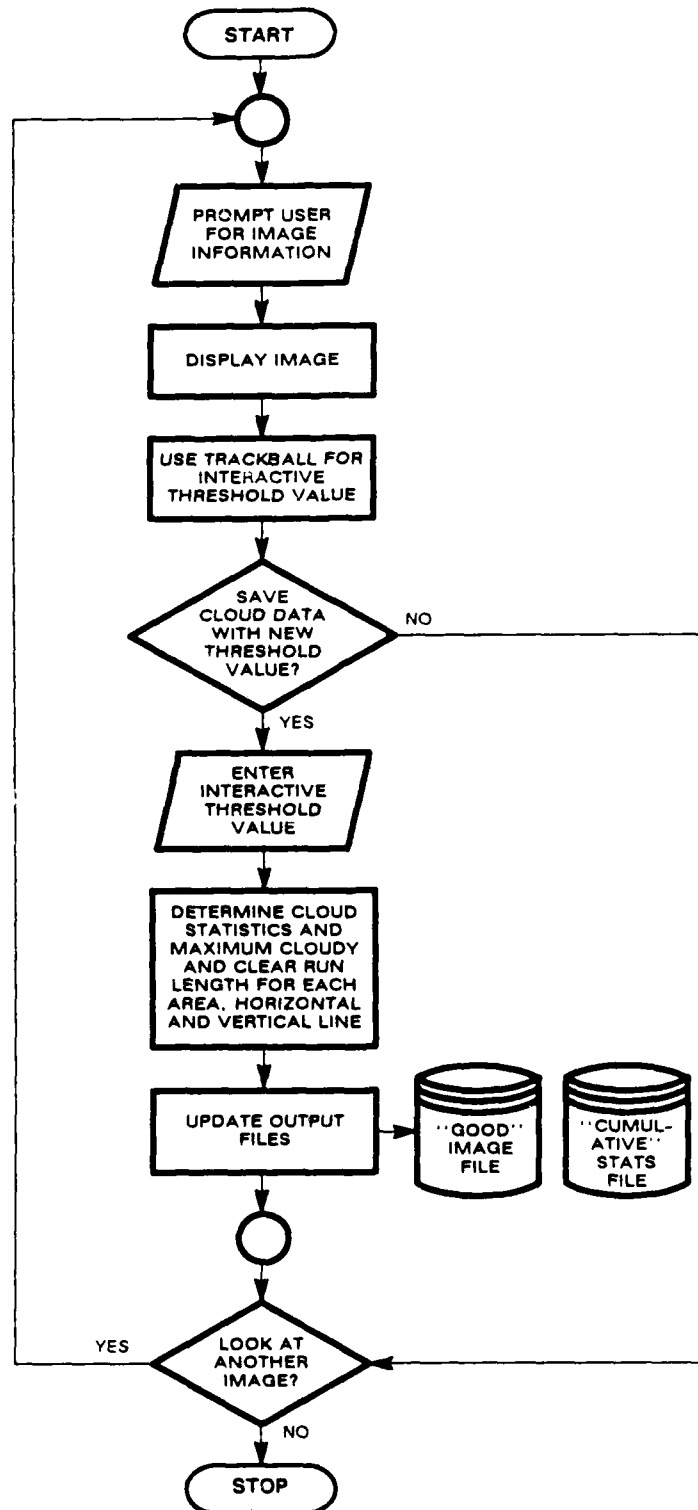 START
PROMPT USER
FOR IMAGE
INFORMATION
DISPLAY IMAGE
USE TRACKBALL FOR
INTERACTIVE
THRESHOLD VALUE
SAVE
CLOUD DATA
WITH NEW
THRESHOLD
VALUE?
NO
YES
ENTER
INTERACTIVE
THRESHOLD
VALUE
DETERMINE CLOUD
STATISTICS AND
MAXIMUM CLOUDY
AND CLEAR RUN
LENGTH FOR EACH
AREA, HORIZONTAL
AND VERTICAL LINE
UPDATE OUTPUT
FILES
"GOOD"
IMAGE
FILE
"CUMUL-
ATIVE"
STATS
FILE
YES
LOOK AT
ANOTHER
IMAGE?
NO
STOP